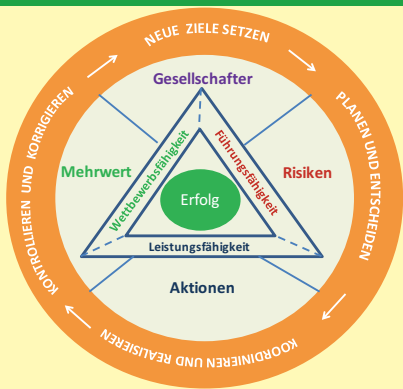 NEUE ZIELE SETZEN
PLANEN UND ENTSCHEIDEN
KOORDINIEREN UND REALISIEREN
KONTROLLIEREN UND KORRIGIEREN
Gesellschafter
Mehrwert
Wettbewerbsfähigkeit
Führungsfähigkeit
Risiken
Erfolg
Leistungsfähigkeit
Aktionen